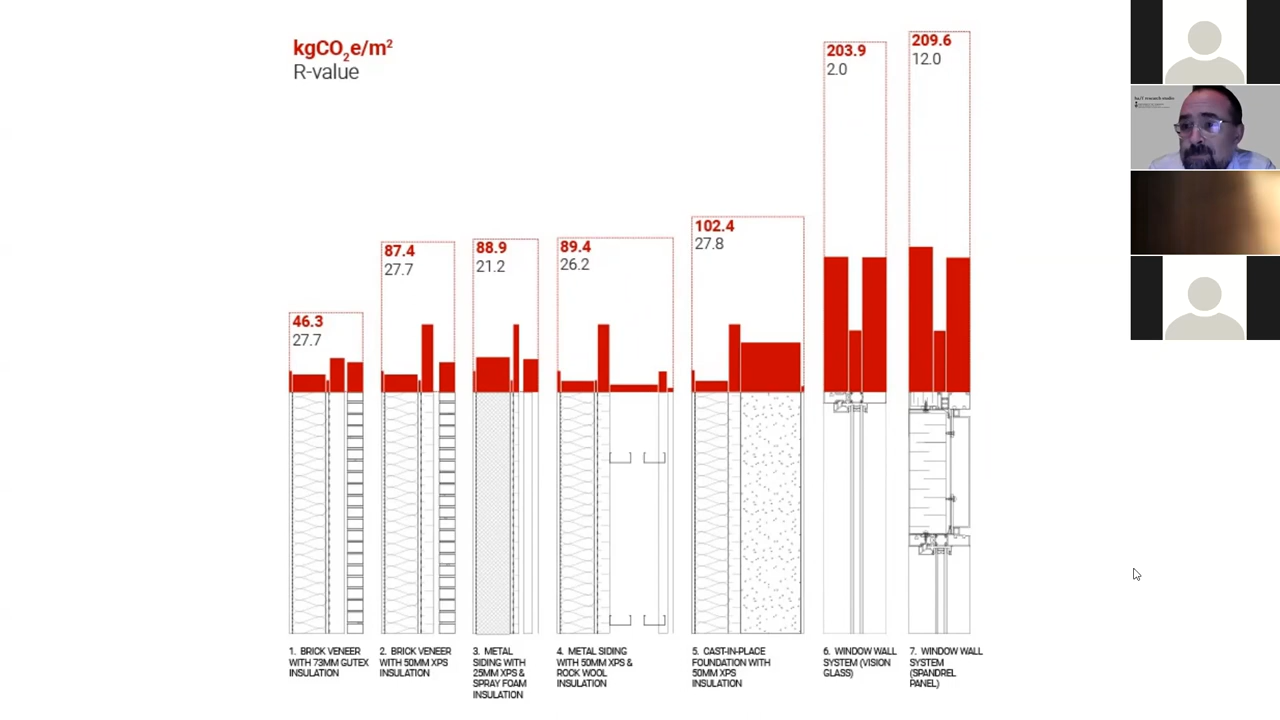 kgCO2e/m²
R-value
46.3
27.7
87.4
27.7
88.9
21.2
89.4
26.2
102.4
27.8
203.9
2.0
209.6
12.0
1. BRICK VENEER
WITH 73MM GUTEX
INSULATION
2. BRICK VENEER
WITH 50MM XPS
INSULATION
3. METAL
SIDING WITH
25MM XPS &
SPRAY FOAM
INSULATION
4. METAL SIDING
WITH 50MM XPS &
ROCK WOOL
INSULATION
5. CAST-IN-PLACE
FOUNDATION WITH
50MM XPS
INSULATION
6. WINDOW WALL
SYSTEM (VISION
GLASS)
7. WINDOW WALL
SYSTEM
(SPANDREL
PANEL)